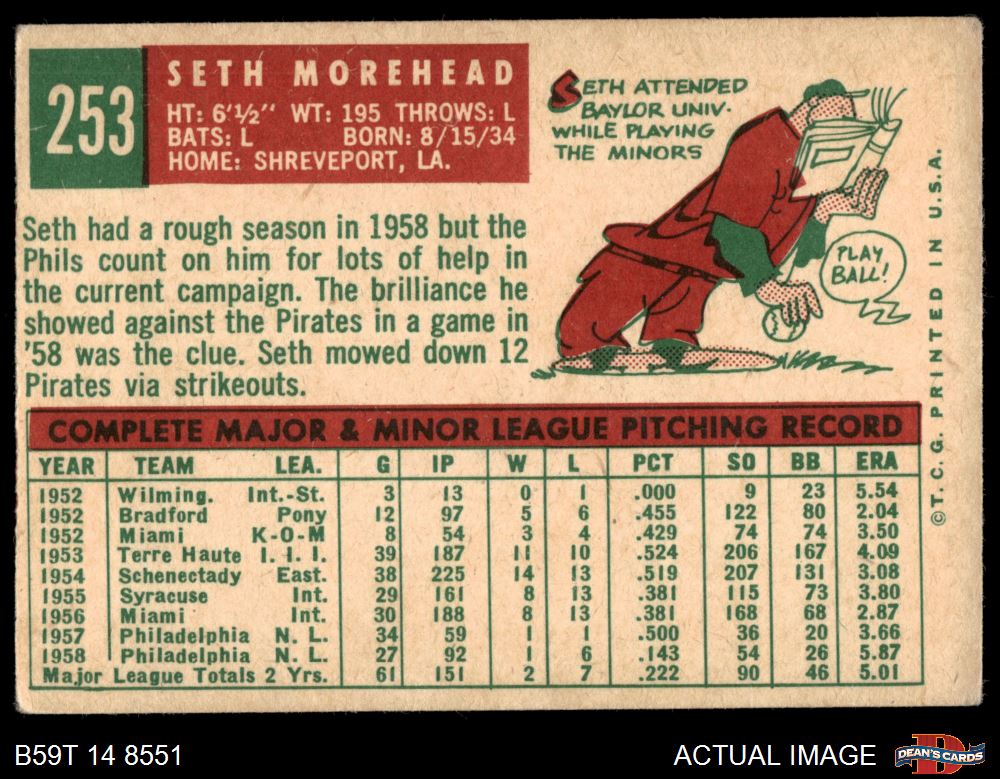 253
SETH MOREHEAD
HT: 6'½" WT: 195 THROWS: L
BATS: L BORN: 8/15/34
HOME: SHREVEPORT, LA.
SETH ATTENDED
BAYLOR UNIV.
WHILE PLAYING
THE MINORS
PLAY
BALL!
Seth had a rough season in 1958 but the
Phils count on him for lots of help in
the current campaign. The brilliance he
showed against the Pirates in a game in
'58 was the clue. Seth mowed down 12
Pirates via strikeouts.
COMPLETE MAJOR & MINOR LEAGUE PITCHING RECORD
YEAR TEAM LEA. G IP W L PCT SO BB ERA
1952 Wilming. Int.-St. 3 13 0 1 .000 9 23 5.54
1952 Bradford Pony 12 97 5 6 .455 122 80 2.04
1952 Miami K-O-M 8 54 3 4 .429 74 74 3.50
1953 Terre Haute I. I. I. 39 187 11 10 .524 206 167 4.09
1954 Schenectady East. 38 225 14 13 .519 207 131 3.08
1955 Syracuse Int. 29 161 8 13 .381 115 73 3.80
1956 Miami Int. 30 188 8 13 .381 168 68 2.87
1957 Philadelphia N. L. 34 59 1 1 .500 36 20 3.66
1958 Philadelphia N. L. 27 92 1 6 .143 54 26 5.87
Major League Totals 2 Yrs. 61 151 2 7 .222 90 46 5.01
© T. C. G. PRINTED IN U.S.A.
B59T 14 8551
ACTUAL IMAGE
D
DEAN'S CARDS